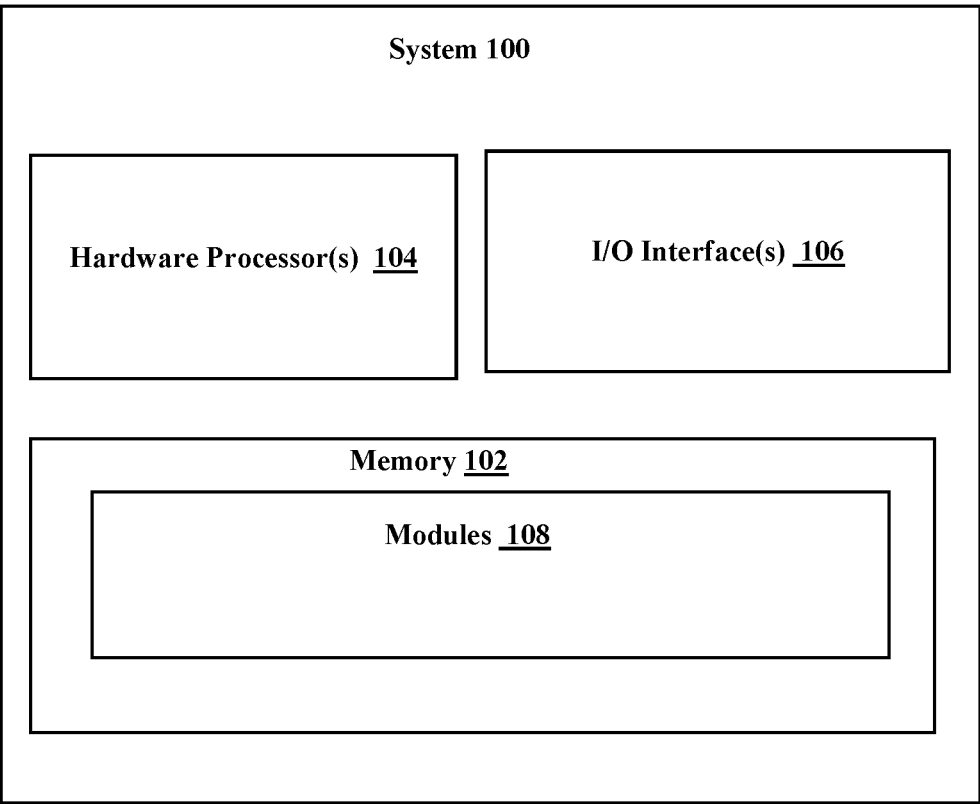 System 100
Hardware Processor(s) 104
I/O Interface(s) 106
Memory 102
Modules 108